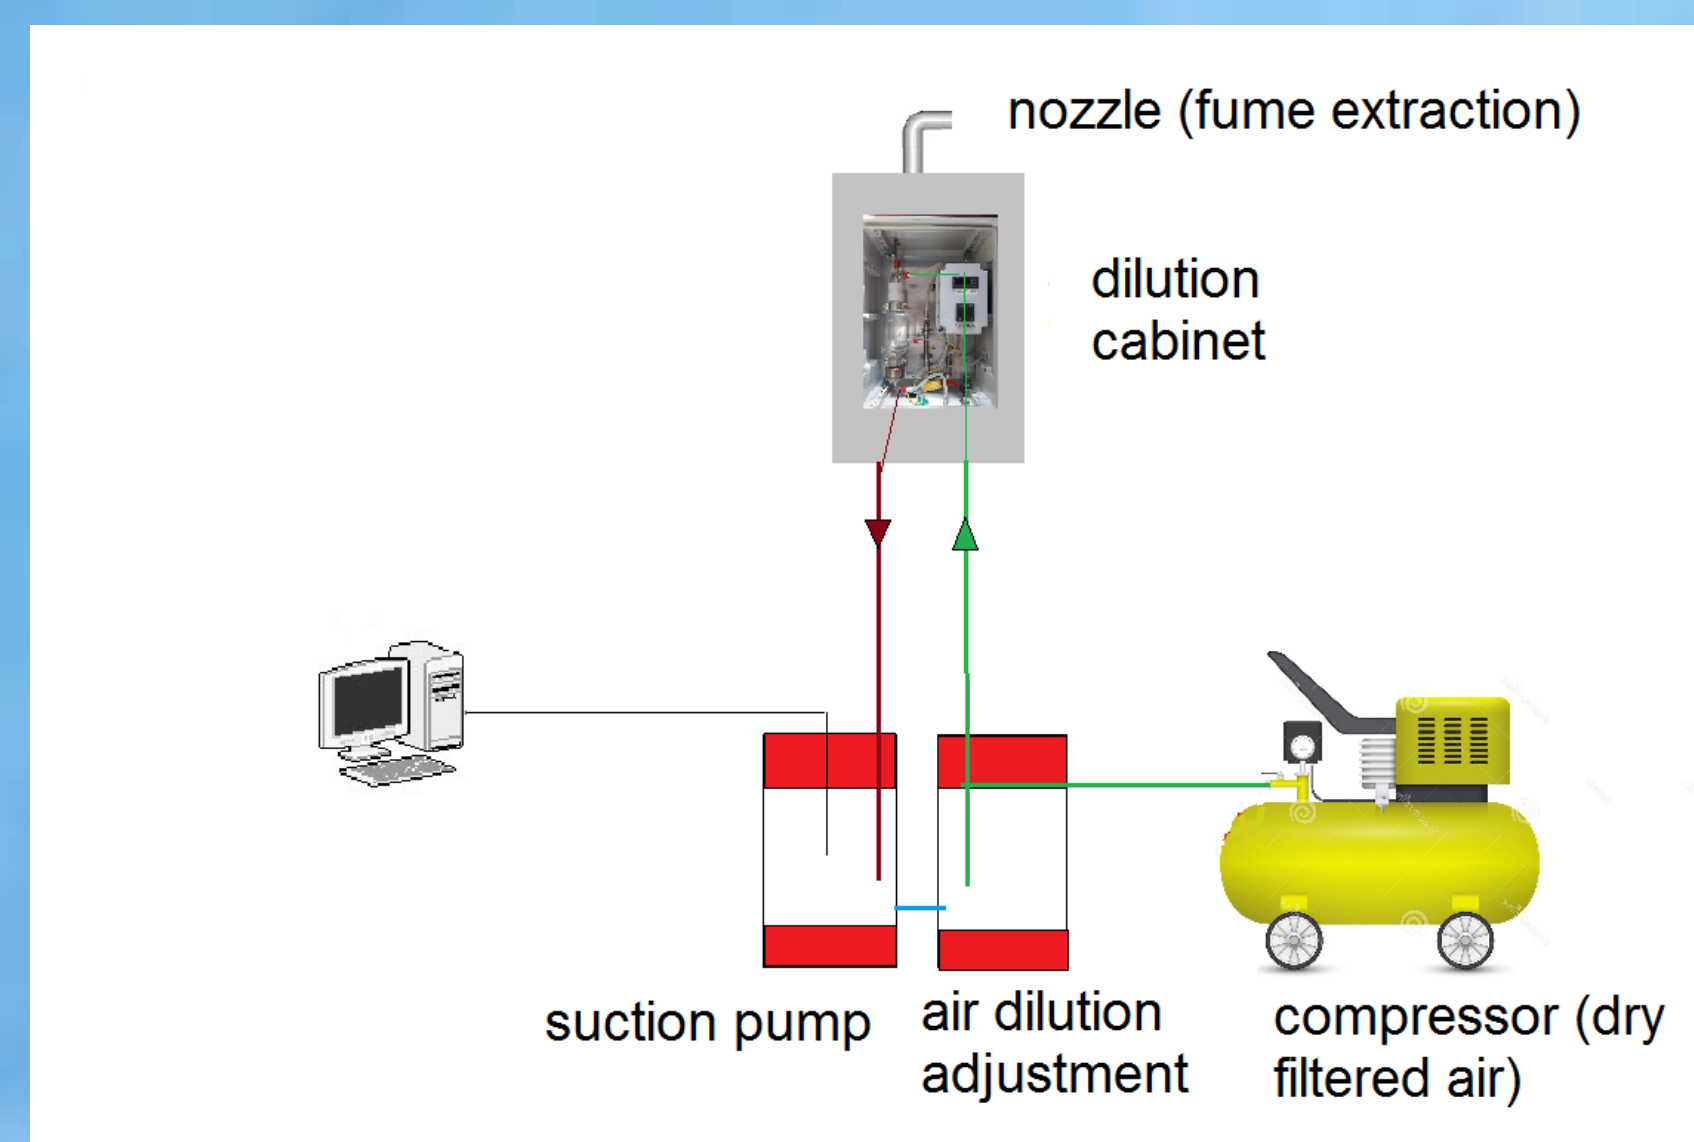 nozzle (fume extraction)
dilution
cabinet
suction pump
air dilution
adjustment
compressor (dry
filtered air)